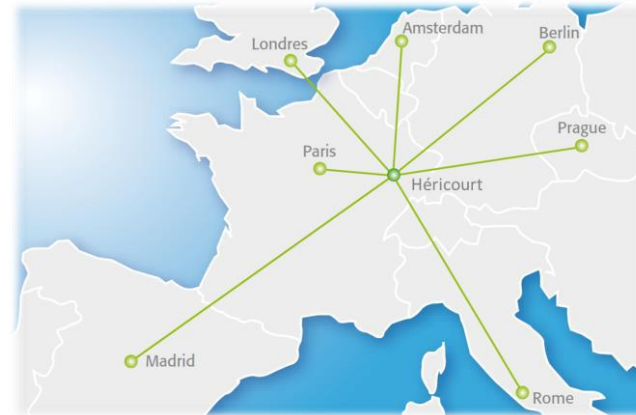 Amsterdam
Berlin
Londres
Prague
Paris
Héricourt
Madrid
Rome